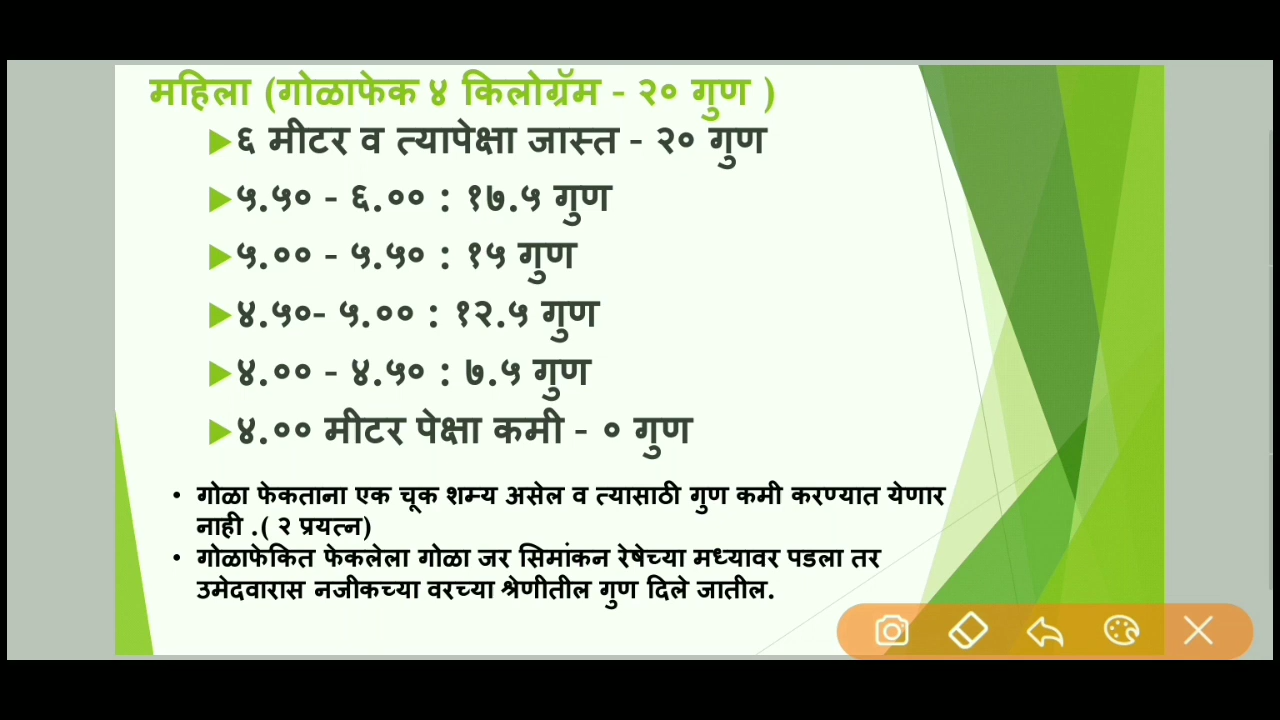 महिला (गोळाफेक ४ किलोग्रॅम - २० गुण )
६ मीटर व त्यापेक्षा जास्त - २० गुण
५.५० - ६.०० : १७.५ गुण
५.०० - ५.५० : १५ गुण
४.५०- ५.०० : १२.५ गुण
४.०० - ४.५० : ७.५ गुण
४.०० मीटर पेक्षा कमी - ० गुण
• गोळा फेकताना एक चूक शम्य असेल व त्यासाठी गुण कमी करण्यात येणार
नाही .( २ प्रयत्न)
• गोळाफेकित फेकलेला गोळा जर सिमांकन रेषेच्या मध्यावर पडला तर
उमेदवारास नजीकच्या वरच्या श्रेणीतील गुण दिले जातील.